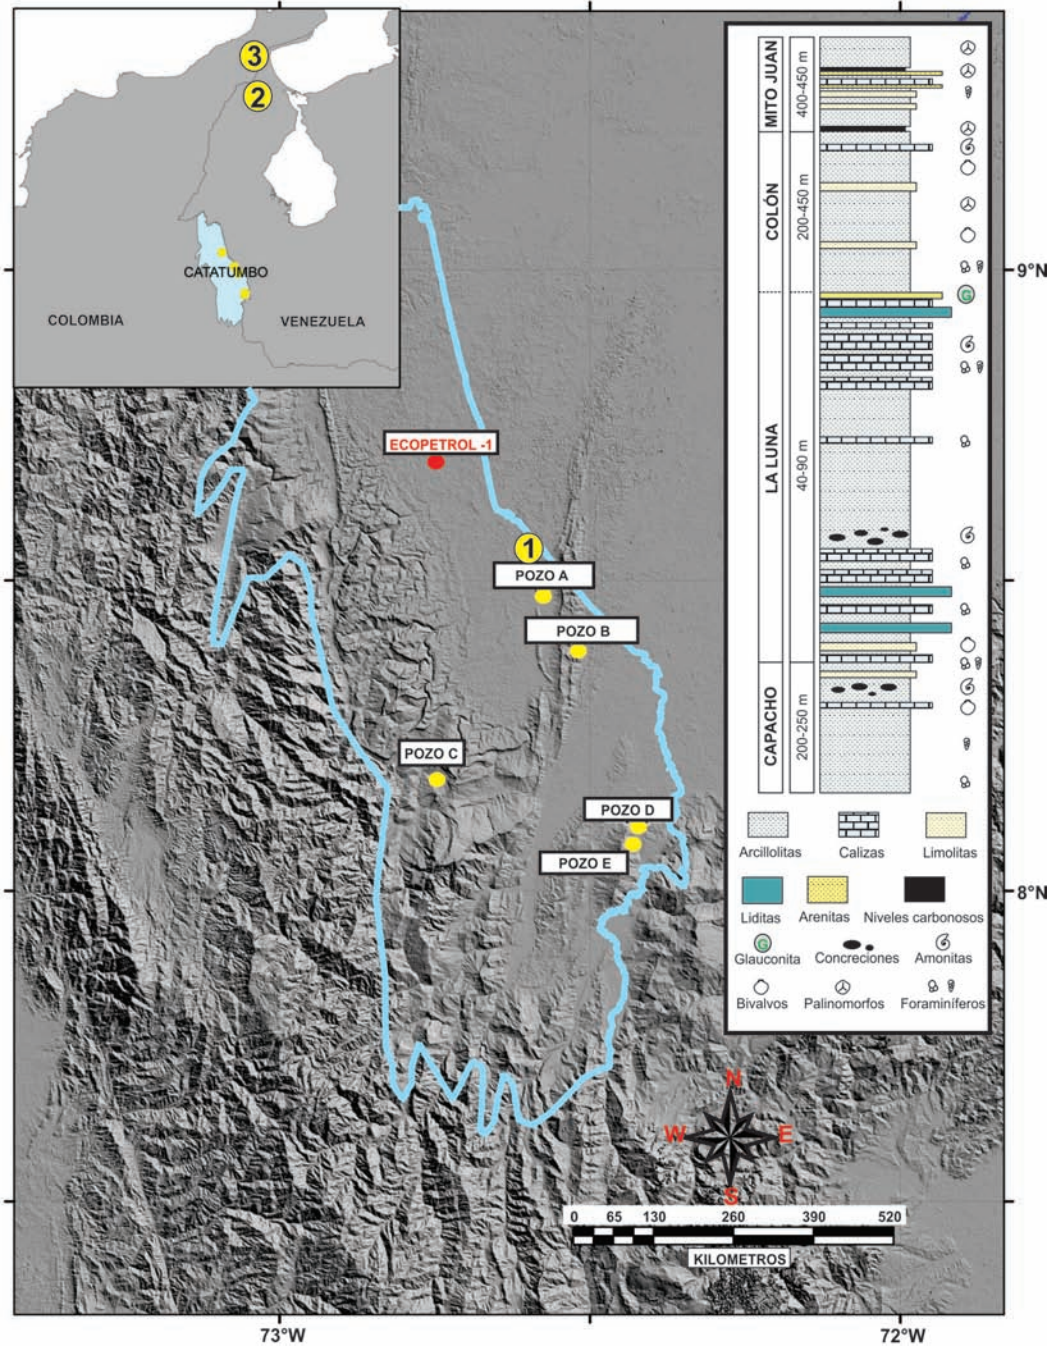 3
2
CATATUMBO
COLOMBIA
VENEZUELA
ECOPETROL -1
1
POZO A
POZO B
POZO C
POZO D
POZO E
MITO JUAN
400-450 m
COLÓN
200-450 m
LA LUNA
40-90 m
CAPACHO
200-250 m
G
Arcillolitas Calizas Limolitas
Liditas Arenitas Niveles carbonosos
G
Glauconita Concreciones Amonitas
Bivalvos Palinomorfos Foraminíferos
9°N
8°N
N
W E
S
0 65 130 260 390 520
KILOMETROS
73°W 72°W